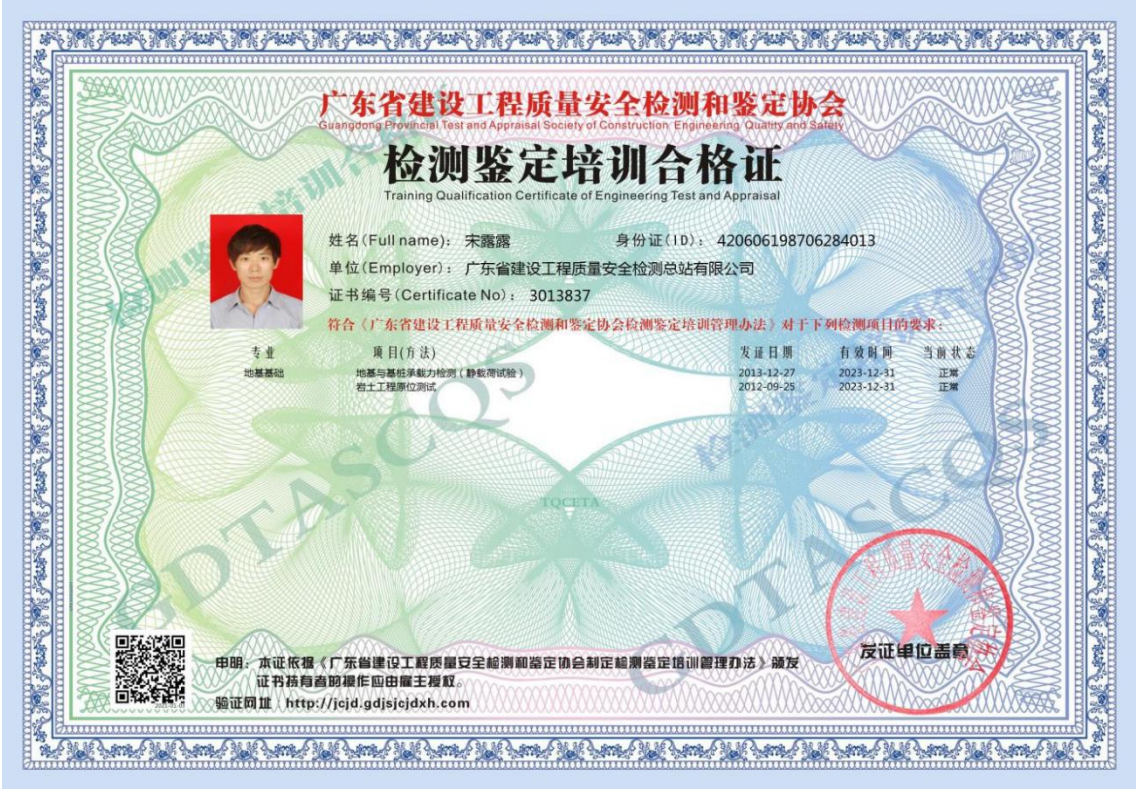 广东省建设工程质量安全检测和鉴定协会
Guangdong Provincial Test and Appraisal Society of Construction Engineering Quality and Safety
检测鉴定培训合格证
Training Qualification Certificate of Engineering Test and Appraisal
姓名(Full name): 宋露露 身份证(ID): 420606198706284013
单位(Employer): 广东省建设工程质量安全检测总站有限公司
证书编号(Certificate No): 3013837
符合《广东省建设工程质量安全检测和鉴定协会检测鉴定培训管理办法》对于下列检测项目的要求:
专业 项目(方法) 发证日期 有效时间 当前状态
地基基础 地基与基桩承载力检测(静载荷试验) 2013-12-27 2023-12-31 正常
岩土工程原位测试 2012-09-25 2023-12-31 正常
TQCETA
GDTASCQS
GDTASCQS
发证单位盖章
申明: 本证依据《广东省建设工程质量安全检测和鉴定协会制定检测鉴定培训管理办法》颁发
证书持有者的操作应由雇主授权。
验证网址 http://jcjd.gdjsjcjdxh.com